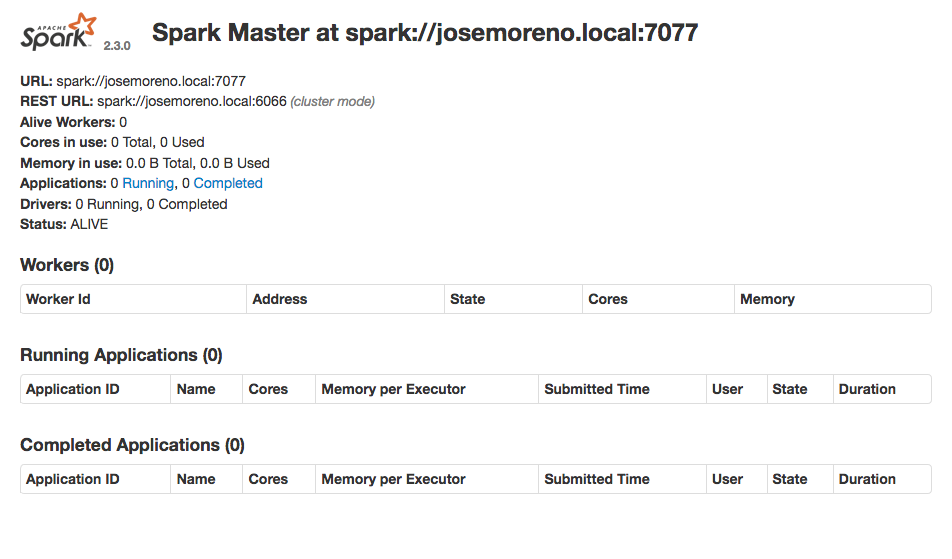 APACHE
Spark 2.3.0 Spark Master at spark://josemoreno.local:7077
URL: spark://josemoreno.local:7077
REST URL: spark://josemoreno.local:6066 (cluster mode)
Alive Workers: 0
Cores in use: 0 Total, 0 Used
Memory in use: 0.0 B Total, 0.0 B Used
Applications: 0 Running, 0 Completed
Drivers: 0 Running, 0 Completed
Status: ALIVE
Workers (0)
Worker Id Address State Cores Memory
Running Applications (0)
Application ID Name Cores Memory per Executor Submitted Time User State Duration
Completed Applications (0)
Application ID Name Cores Memory per Executor Submitted Time User State Duration